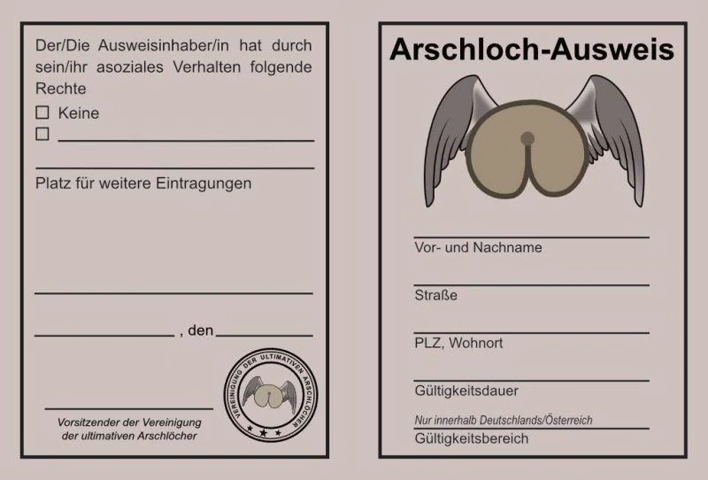 Der/Die Ausweisinhaber/in hat durch
sein/ihr asoziales Verhalten folgende
Rechte
Keine
Platz für weitere Eintragungen
, den
VEREINIGUNG DER ULTIMATIVEN ARSCHLÖCHER
Vorsitzender der Vereinigung
der ultimativen Arschlöcher
Arschloch-Ausweis
Vor- und Nachname
Straße
PLZ, Wohnort
Gültigkeitsdauer
Nur innerhalb Deutschlands/Österreich
Gültigkeitsbereich